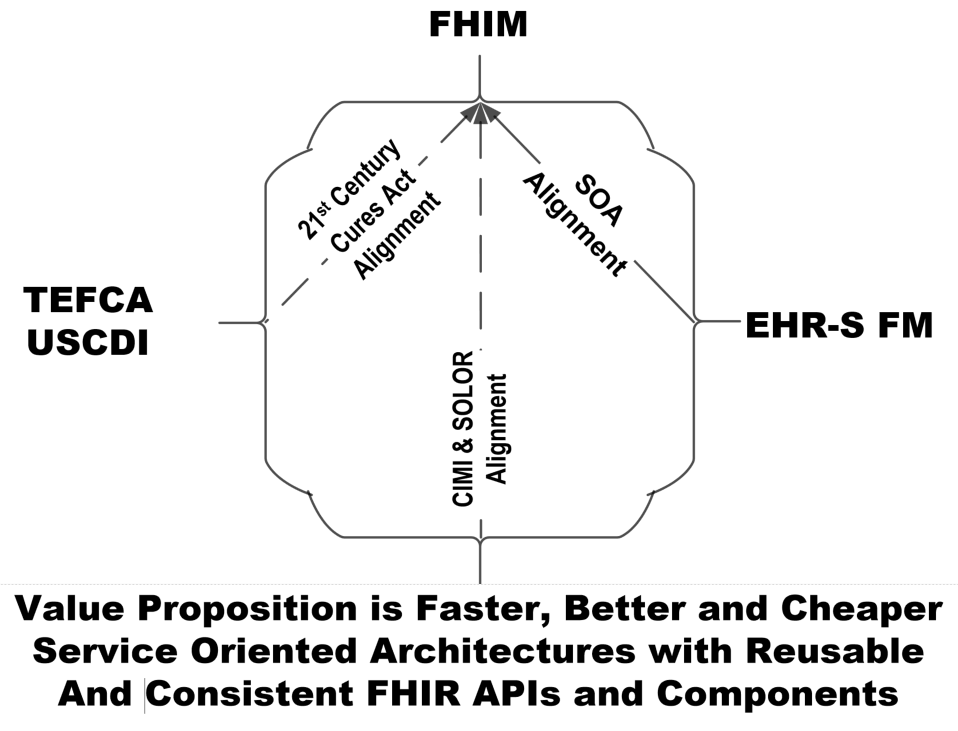 FHIM
21st Century
Cures Act
Alignment
SOA
Alignment
TEFCA
USCDI
EHR-S FM
CIMI & SOLOR
Alignment
Value Proposition is Faster, Better and Cheaper
Service Oriented Architectures with Reusable
And Consistent FHIR APIs and Components